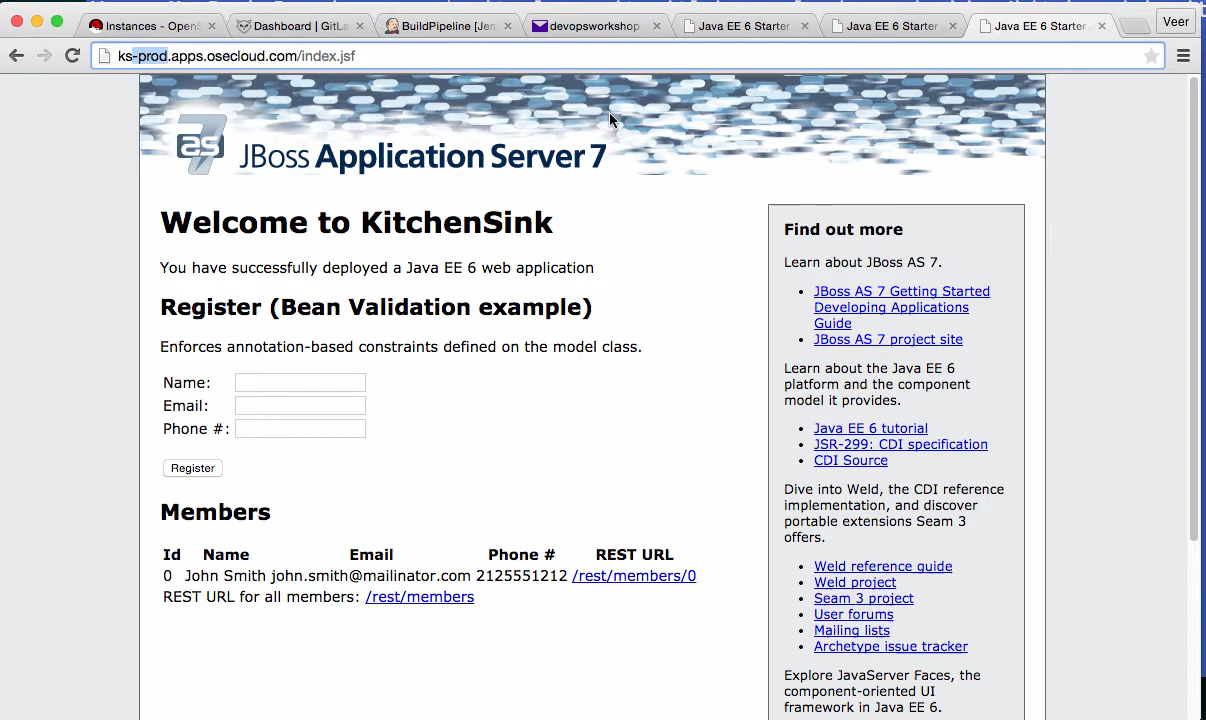 Instances - OpenS
Dashboard | GitLa
BuildPipeline [Jen
devopsworkshop
Java EE 6 Starter
Java EE 6 Starter
Java EE 6 Starter
Veer
ks-prod.apps.osecloud.com/index.jsf
as 7
JBoss Application Server 7
Welcome to KitchenSink
You have successfully deployed a Java EE 6 web application
Register (Bean Validation example)
Enforces annotation-based constraints defined on the model class.
Name:
Email:
Phone #:
Register
Members
Id Name Email Phone # REST URL
0 John Smith john.smith@mailinator.com 2125551212 /rest/members/0
REST URL for all members: /rest/members
Find out more
Learn about JBoss AS 7.
JBoss AS 7 Getting Started
Developing Applications
Guide
JBoss AS 7 project site
Learn about the Java EE 6
platform and the component
model it provides.
Java EE 6 tutorial
JSR-299: CDI specification
CDI Source
Dive into Weld, the CDI reference
implementation, and discover
portable extensions Seam 3
offers.
Weld reference guide
Weld project
Seam 3 project
User forums
Mailing lists
Archetype issue tracker
Explore JavaServer Faces, the
component-oriented UI
framework in Java EE 6.